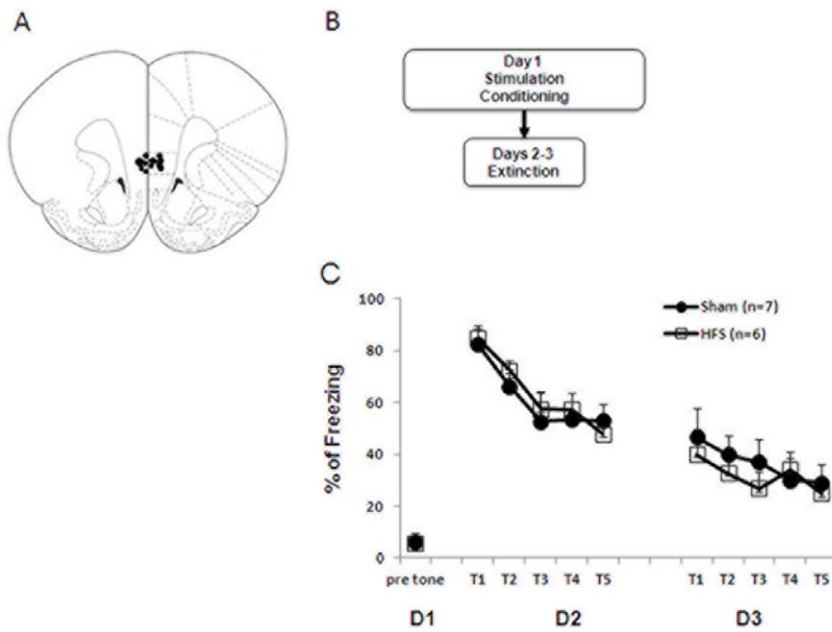 A
B
Day 1
Stimulation
Conditioning
Days 2-3
Extinction
C
100
80
60
40
20
0
% of Freezing
Sham (n=7)
HFS (n=6)
pre tone
T1 T2 T3 T4 T5
T1 T2 T3 T4 T5
D1 D2 D3